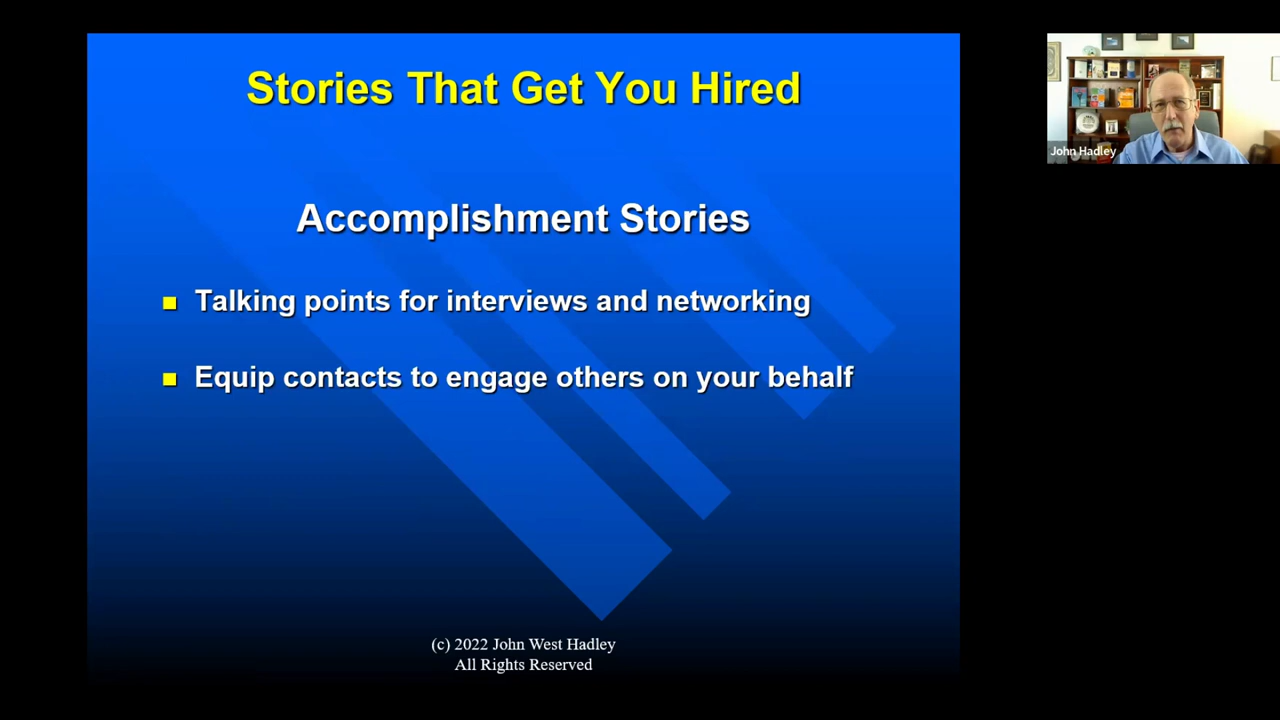 Stories That Get You Hired
Accomplishment Stories
Talking points for interviews and networking
Equip contacts to engage others on your behalf
(c) 2022 John West Hadley
All Rights Reserved
John Hadley